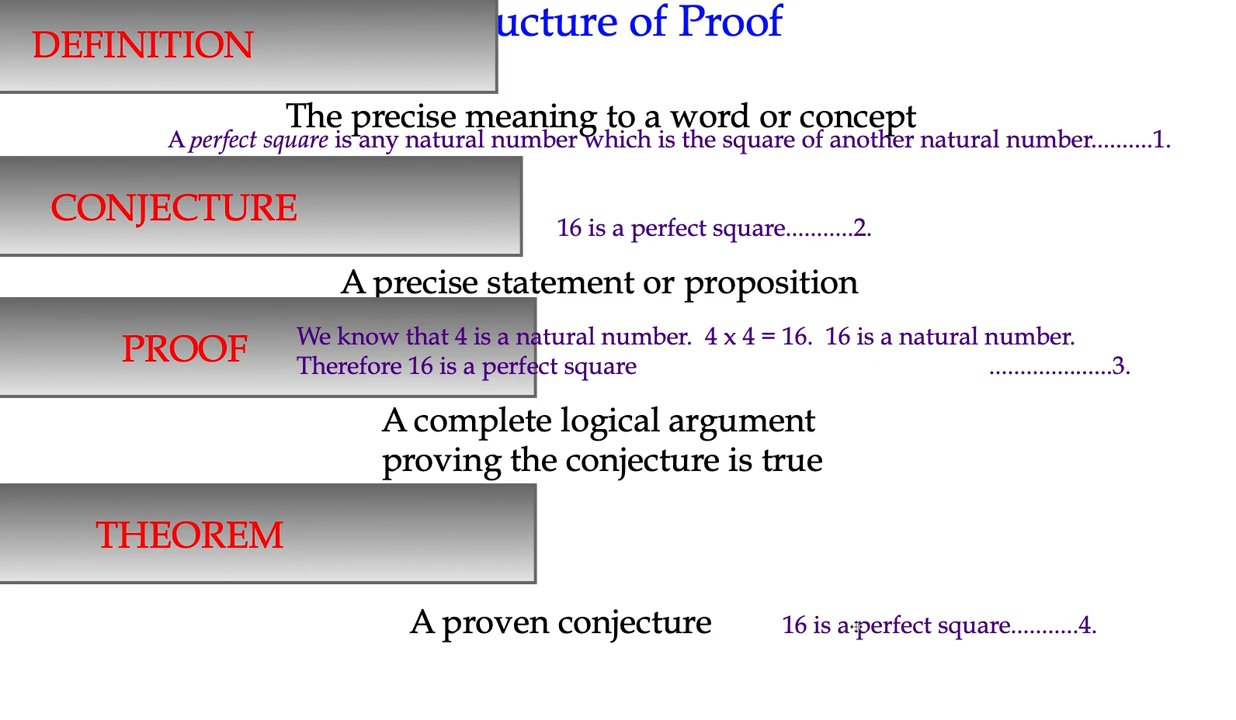 ucture of Proof
DEFINITION
The precise meaning to a word or concept
A perfect square is any natural number which is the square of another natural number..........1.
CONJECTURE
16 is a perfect square...........2.
A precise statement or proposition
PROOF
We know that 4 is a natural number.  4 x 4 = 16.  16 is a natural number.
Therefore 16 is a perfect square ....................3.
A complete logical argument
proving the conjecture is true
THEOREM
A proven conjecture
16 is a perfect square...........4.